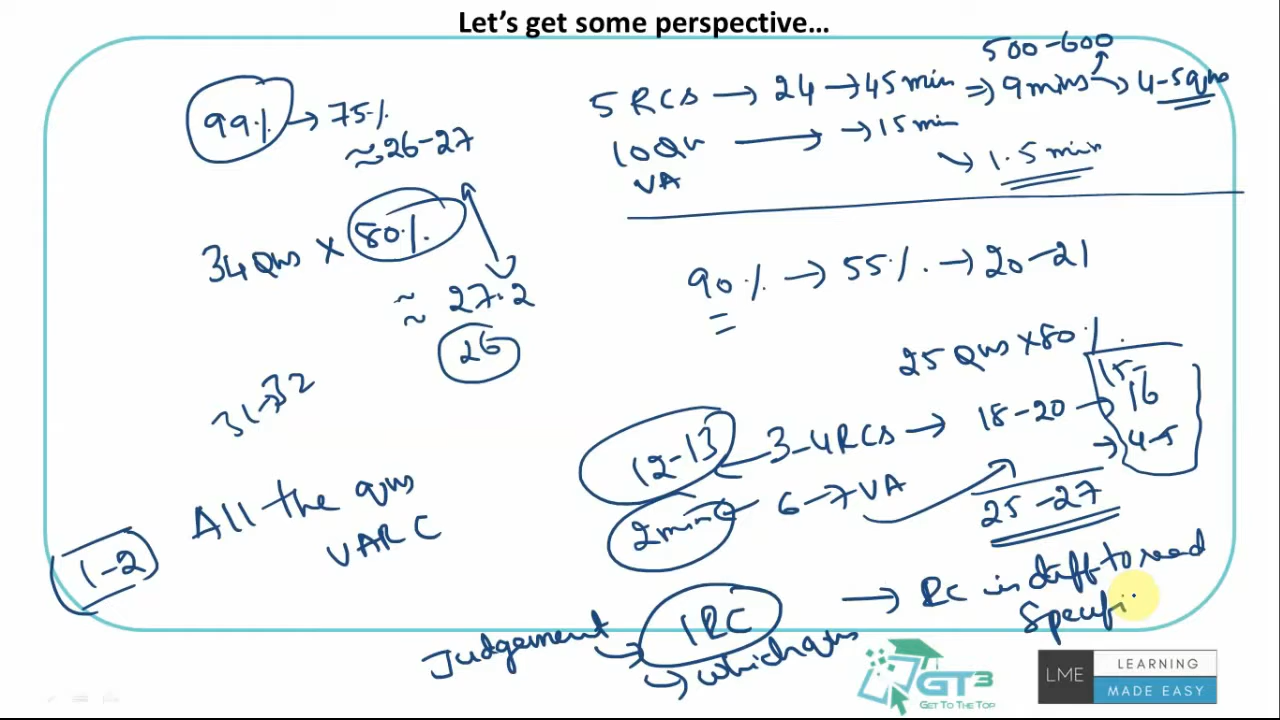 Let's get some perspective...
99% → 75%
≈ 26-27
34 Qns × 80%
≈ 27.2
26
31-32
All the qns
VARC
1-2
500-600
5 RCs → 24 → 45 min ⇒ 9 mins → 4-5 qns
10 Qn → 15 min
VA
→ 1.5 min
90% → 55% → 20-21
25 Qns × 80%
15-
12-13 3-4 RCs → 18-20 → 16
→ 4-5
2 min 6-7 VA
25-27
Judgement 1 RC → RC is diff to read
→ which qns
GT3
GET TO THE TOP
LME LEARNING
MADE EASY